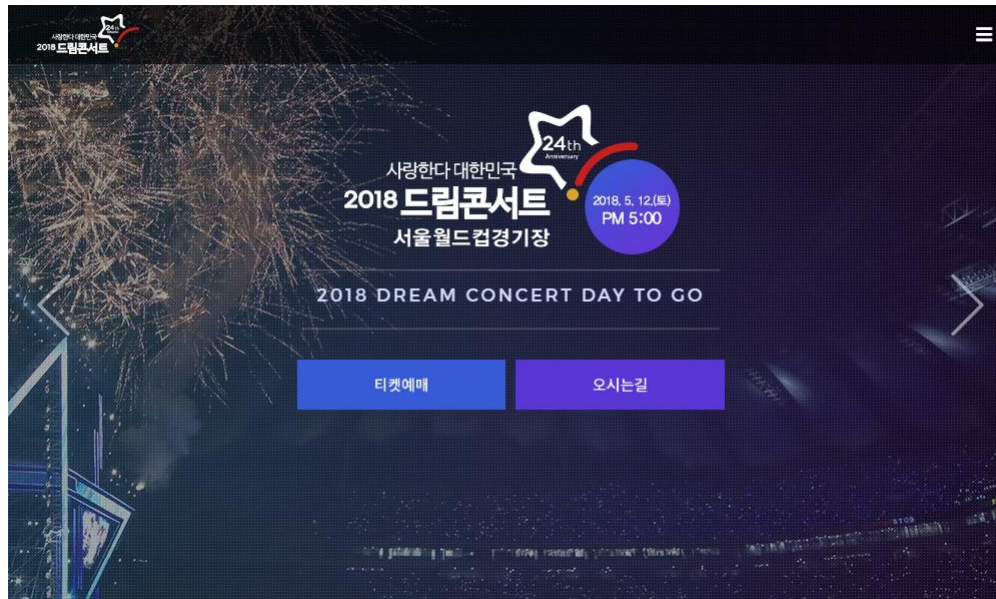 24th
사랑한다 대한민국
2018 드림콘서트
24th
Anniversary
사랑한다 대한민국
2018 드림콘서트
2018. 5. 12.(토)
PM 5:00
서울월드컵경기장
2018 DREAM CONCERT DAY TO GO
티켓예매
오시는길